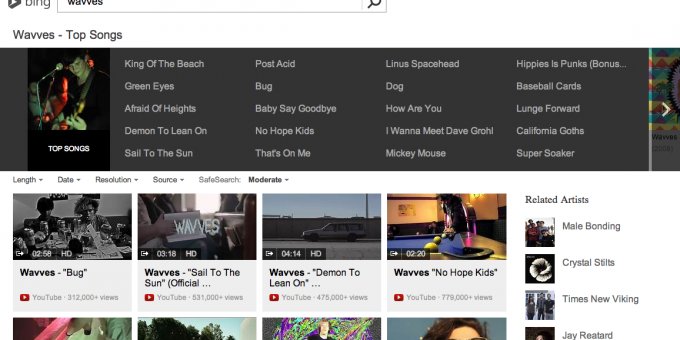 bing
wavves
Wavves - Top Songs
TOP SONGS
King Of The Beach
Post Acid
Linus Spacehead
Hippies Is Punks (Bonus...
Green Eyes
Bug
Dog
Baseball Cards
Afraid Of Heights
Baby Say Goodbye
How Are You
Lunge Forward
Demon To Lean On
No Hope Kids
I Wanna Meet Dave Grohl
California Goths
Sail To The Sun
That's On Me
Mickey Mouse
Super Soaker
Wavves
Length
Date
Resolution
Source
SafeSearch: Moderate
02:58 HD
WAVVES
03:18 HD
04:14 HD
02:20
Wavves - "Bug"
YouTube · 312,000+ views
Wavves - "Sail To The
Sun" (Official ...
YouTube · 531,000+ views
Wavves - "Demon To
Lean On" ...
YouTube · 475,000+ views
Wavves "No Hope Kids"
YouTube · 779,000+ views
Related Artists
Male Bonding
Crystal Stilts
Times New Viking
Jay Reatard